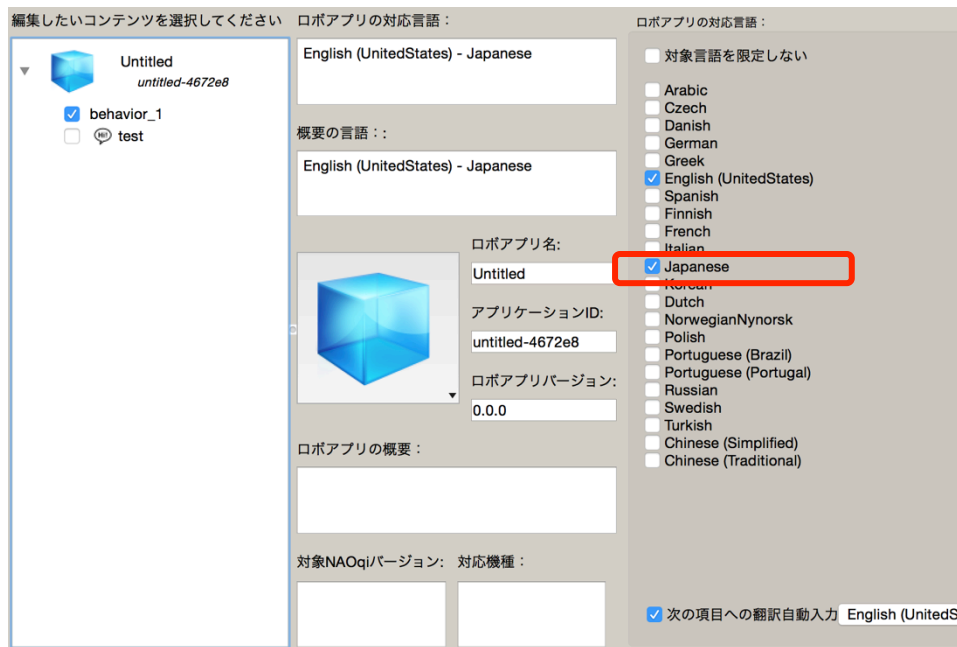 編集したいコンテンツを選択してください
Untitled
untitled-4672e8
behavior_1
test
ロボアプリの対応言語：
English (UnitedStates) - Japanese
概要の言語：:
English (UnitedStates) - Japanese
ロボアプリ名:
Untitled
アプリケーションID:
untitled-4672e8
ロボアプリバージョン:
0.0.0
ロボアプリの概要：
対象NAOqiバージョン:
対応機種：
ロボアプリの対応言語：
対象言語を限定しない
Arabic
Czech
Danish
German
Greek
English (UnitedStates)
Spanish
Finnish
French
Italian
Japanese
Korean
Dutch
NorwegianNynorsk
Polish
Portuguese (Brazil)
Portuguese (Portugal)
Russian
Swedish
Turkish
Chinese (Simplified)
Chinese (Traditional)
次の項目への翻訳自動入力 English (UnitedS